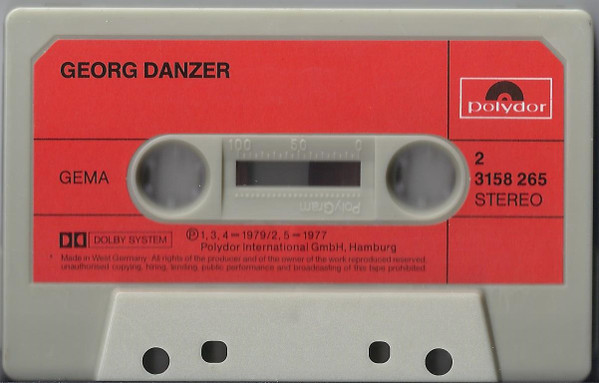 GEORG DANZER
polydor
100 50 0
GEMA
2
3158 265
STEREO
PolyGram
DOLBY SYSTEM
Ⓟ 1, 3, 4 — 1979/2, 5 — 1977
Polydor International GmbH, Hamburg
Made in West Germany · All rights of the producer and of the owner of the work reproduced reserved.
unauthorised copying, hiring, lending, public performance and broadcasting of this tape prohibited